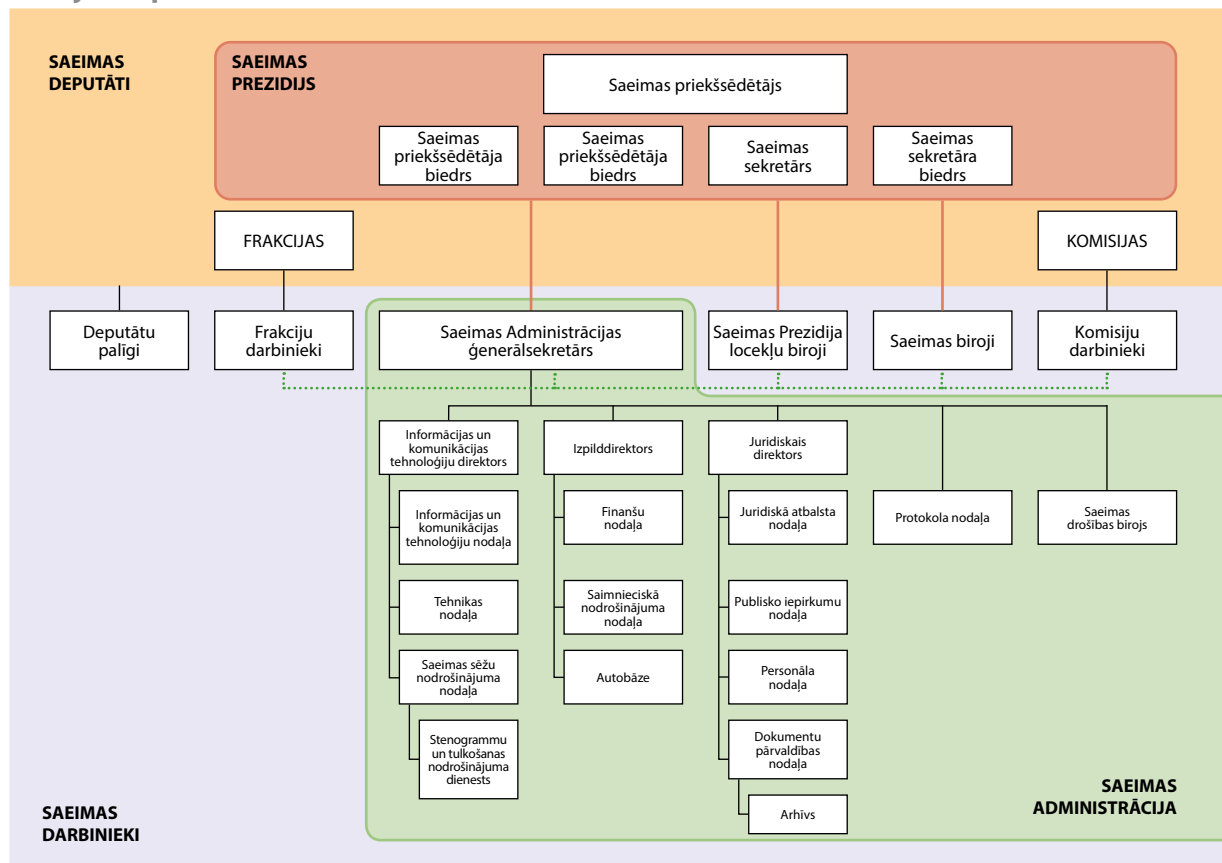 SAEIMAS
DEPUTĀTI
SAEIMAS
PREZIDIJS
Saeimas priekšsēdētājs
Saeimas
priekšsēdētāja
biedrs
Saeimas
priekšsēdētāja
biedrs
Saeimas
sekretārs
Saeimas
sekretāra
biedrs
FRAKCIJAS
KOMISIJAS
Deputātu
palīgi
Frakciju
darbinieki
Saeimas Administrācijas
ģenerālsekretārs
Saeimas Prezidija
locekļu biroji
Saeimas biroji
Komisiju
darbinieki
Informācijas un
komunikācijas
tehnoloģiju direktors
Izpilddirektors
Juridiskais
direktors
Informācijas un
komunikācijas
tehnoloģiju nodaļa
Finanšu
nodaļa
Juridiskā atbalsta
nodaļa
Protokola nodaļa
Saeimas
drošības birojs
Tehnikas
nodaļa
Saimnieciskā
nodrošinājuma
nodaļa
Publisko iepirkumu
nodaļa
Saeimas sēžu
nodrošinājuma
nodaļa
Autobāze
Personāla
nodaļa
Stenogrammu
un tulkošanas
nodrošinājuma
dienests
Dokumentu
pārvaldības
nodaļa
Arhīvs
SAEIMAS
ADMINISTRĀCIJA
SAEIMAS
DARBINIEKI